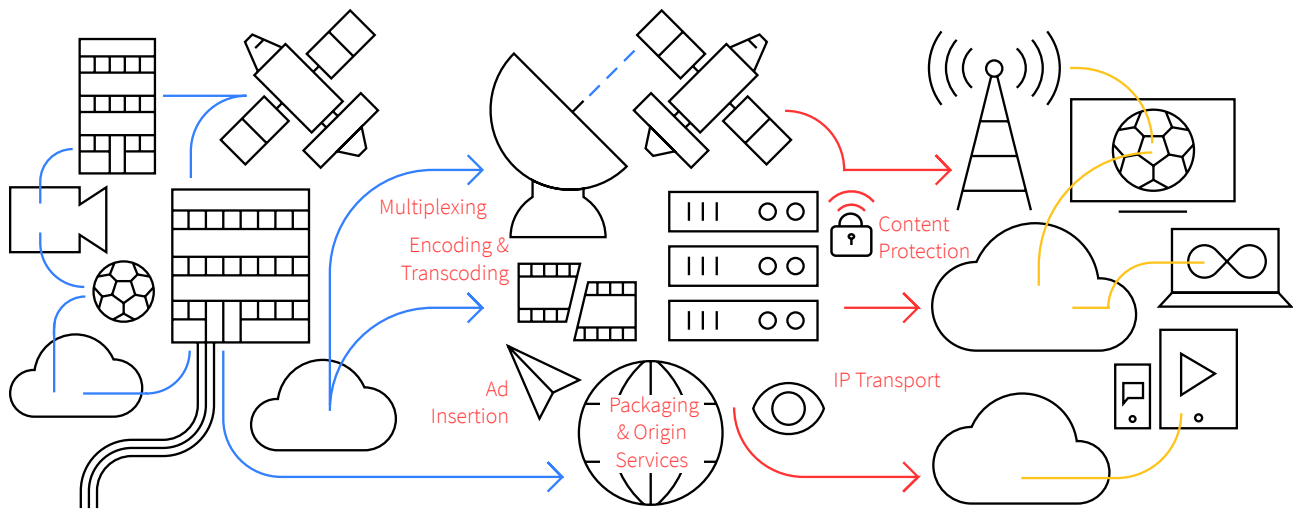 Multiplexing
Encoding &
Transcoding
Content
Protection
Ad
Insertion
Packaging
& Origin
Services
IP Transport